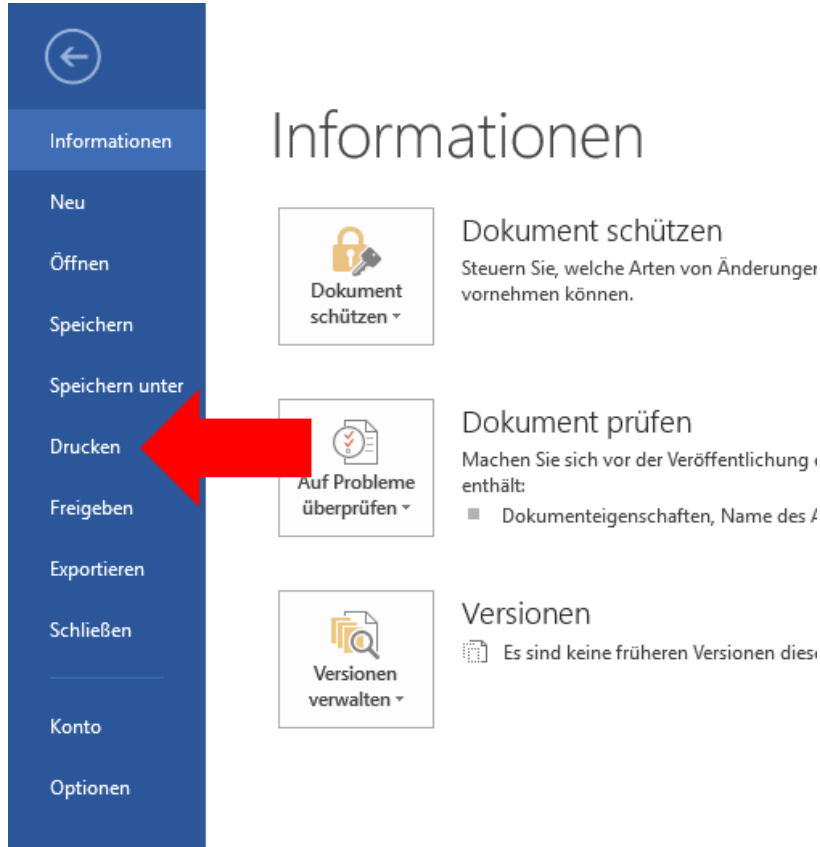 Informationen
Neu
Öffnen
Speichern
Speichern unter
Drucken
Freigeben
Exportieren
Schließen
Konto
Optionen
Informationen
Dokument
schützen
Dokument schützen
Steuern Sie, welche Arten von Änderungen
vornehmen können.
Auf Probleme
überprüfen
Dokument prüfen
Machen Sie sich vor der Veröffentlichung
enthält:
Dokumenteigenschaften, Name des
Versionen
verwalten
Versionen
Es sind keine früheren Versionen